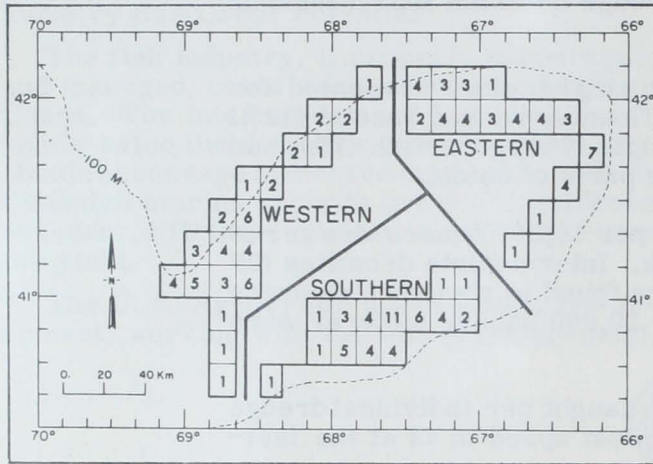 70° 69° 68° 67° 66°
1 4 3 3 1
42° 42°
2 2 2 4 4 3 4 4 3
2 1 EASTERN 7
100 M
1 2 4
2 6 WESTERN 1
3 4 4 1
N
4 5 3 6 SOUTHERN 1 1
41° 41°
1 1 3 4 11 6 4 2
1 1 5 4 4
0 20 40 Km
1 1
70° 69° 68° 67° 66°